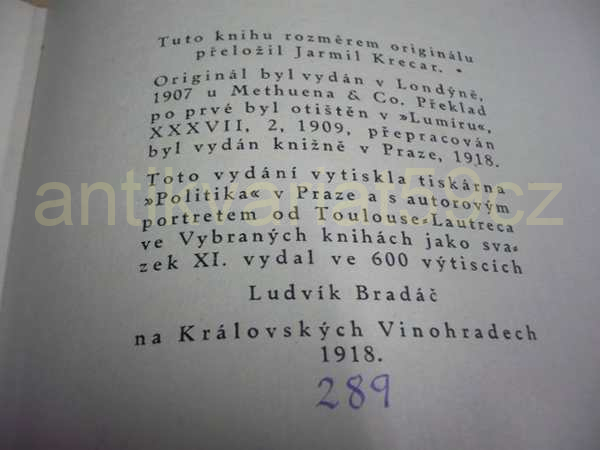 Tuto knihu rozměrem originálu
přeložil Jarmil Krecar. •
Originál byl vydán v Londýně,
1907 u Methuena & Co. Překlad
po prvé byl otištěn v »Lumíru«,
XXXVII, 2, 1909, přepracován
byl vydán knižně v Praze, 1918.
Toto vydání vytiskla tiskárna
»Politika« v Praze a s autorovým
portretem od Toulouse-Lautreca
ve Vybraných knihách jako sva-
zek XI. vydal ve 600 výtiscích
Ludvík Bradáč
na Královských Vinohradech
1918.
289